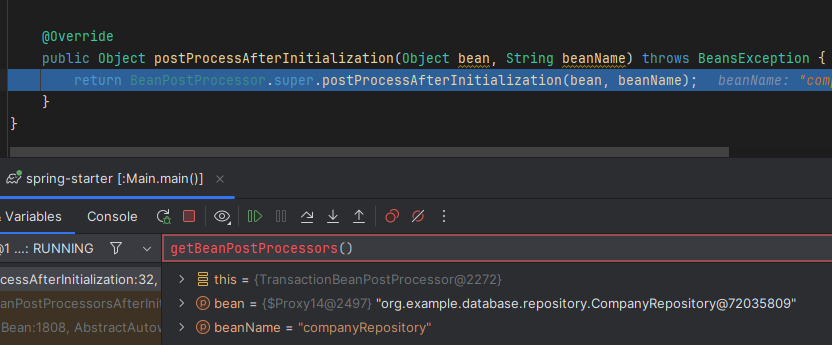 @Override
public Object postProcessAfterInitialization(Object bean, String beanName) throws BeansException {
return BeanPostProcessor.super.postProcessAfterInitialization(bean, beanName); beanName: "com
}
}
spring-starter [:Main.main()]
Variables Console
@1 ...: RUNNING getBeanPostProcessors()
cessAfterInitialization:32, this = {TransactionBeanPostProcessor@2272}
anPostProcessorsAfterInit bean = {$Proxy14@2497} "org.example.database.repository.CompanyRepository@72035809"
Bean:1808, AbstractAutow beanName = "companyRepository"